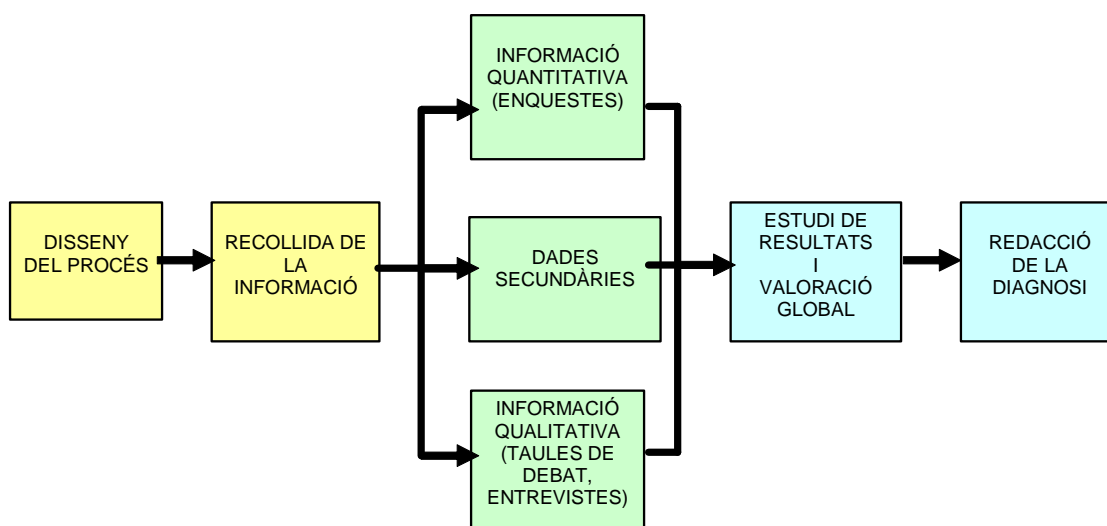 DISSENY
DEL PROCÉS
RECOLLIDA DE
LA
INFORMACIÓ
INFORMACIÓ
QUANTITATIVA
(ENQUESTES)
DADES
SECUNDÀRIES
INFORMACIÓ
QUALITATIVA
(TAULES DE
DEBAT,
ENTREVISTES)
ESTUDI DE
RESULTATS
I
VALORACIÓ
GLOBAL
REDACCIÓ
DE LA
DIAGNOSI